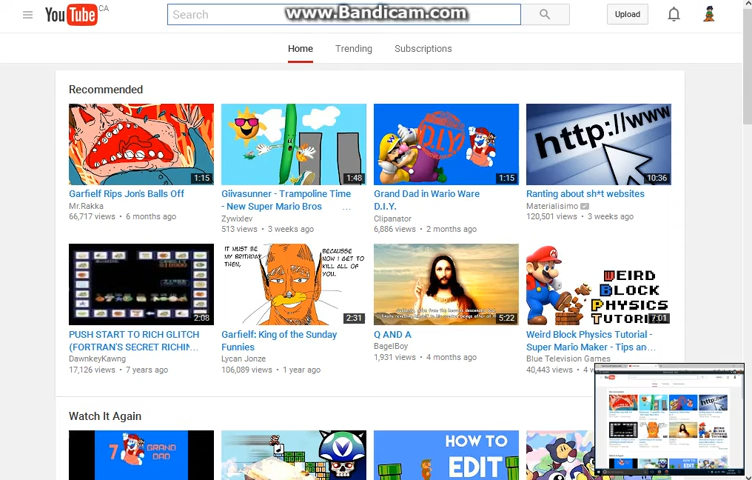 YouTube CA
Search
www.Bandicam.com
Upload
Home
Trending
Subscriptions
Recommended
1:15
1:48
D.I.Y.
1:15
http://www
10:36
Garfielf Rips Jon's Balls Off
Mr.Rakka
66,717 views • 6 months ago
Giivasunner - Trampoline Time
- New Super Mario Bros ...
Zywixlev
513 views • 3 weeks ago
Grand Dad in Wario Ware
D.I.Y.
Clipanator
6,886 views • 2 months ago
Ranting about sh*t websites
Materialisimo
120,501 views • 3 weeks ago
2:08
IT MUST BE
MY BIRTHDAY
THEN,
BECAUSSE
NOW I GET TO
KILL ALL OF
YOU.
2:31
5:22
WEIRD
BLOCK
PHYSICS
TUTORIAL
7:01
PUSH START TO RICH GLITCH
(FORTRAN'S SECRET RICHIN...
DawnkeyKawng
17,126 views • 7 years ago
Garfielf: King of the Sunday
Funnies
Lycan Jonze
106,089 views • 1 year ago
Q AND A
BagelBoy
1,931 views • 4 months ago
Weird Block Physics Tutorial -
Super Mario Maker - Tips an...
Blue Television Games
40,443 views • 4
Watch It Again
7 GRAND
DAD
HOW TO
EDIT